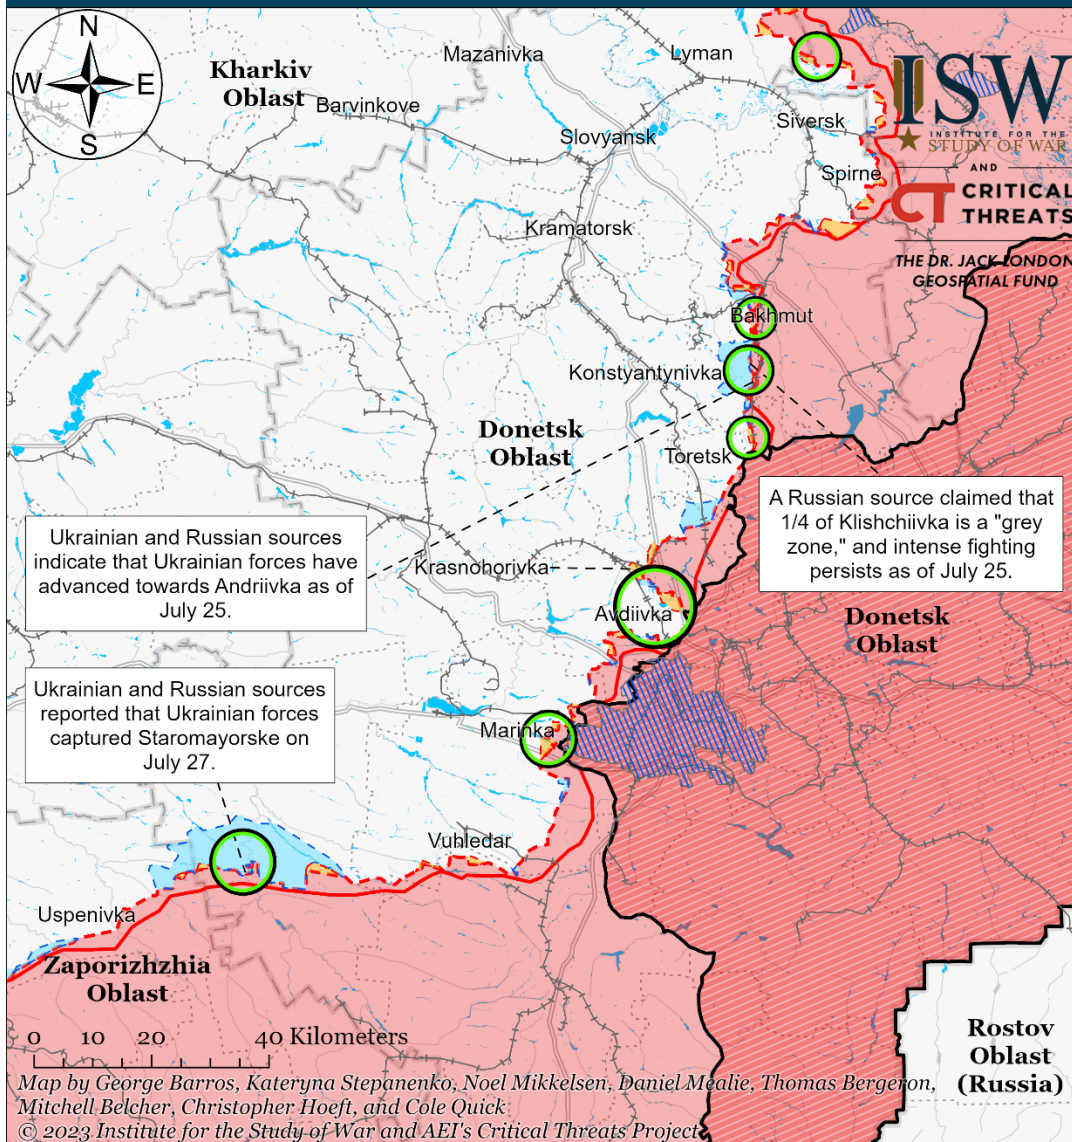 N
W E
S
Kharkiv
Oblast
Mazanivka
Lyman
Barvinkove
Slovyansk
Siversk
Spirne
Kramatorsk
ISW
INSTITUTE FOR THE
STUDY OF WAR
AND
CT CRITICAL
THREATS
THE DR. JACK LONDON
GEOSPATIAL FUND
Bakhmut
Konstyantynivka
Donetsk
Oblast
Toretsk
A Russian source claimed that
1/4 of Klishchiivka is a "grey
zone," and intense fighting
persists as of July 25.
Ukrainian and Russian sources
indicate that Ukrainian forces have
advanced towards Andriivka as of
July 25.
Krasnohorivka
Avdiivka
Donetsk
Oblast
Ukrainian and Russian sources
reported that Ukrainian forces
captured Staromayorske on
July 27.
Marinka
Vuhledar
Uspenivka
Zaporizhzhia
Oblast
0 10 20 40 Kilometers
Rostov
Oblast
(Russia)
Map by George Barros, Kateryna Stepanenko, Noel Mikkelsen, Daniel Mealie, Thomas Bergeron,
Mitchell Belcher, Christopher Hoeft, and Cole Quick
© 2023 Institute for the Study of War and AEI's Critical Threats Project